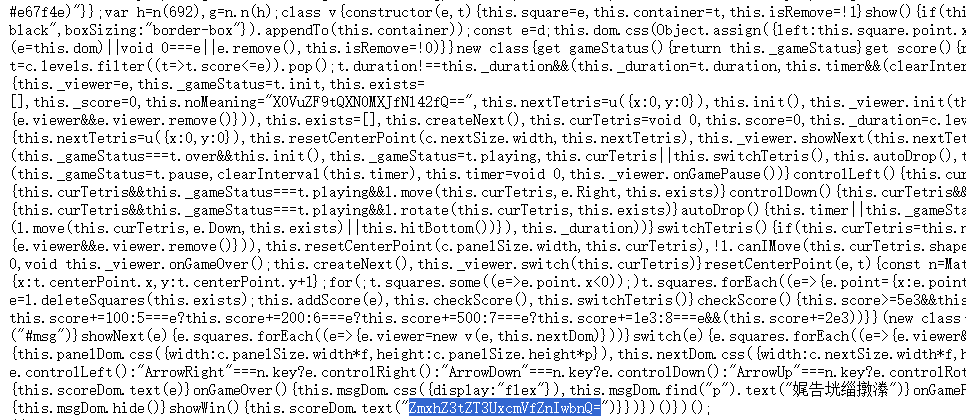 #e67f4e)"}};var h=n(692),g=n.n(h);class v{constructor(e,t){this.square=e,this.container=t,this.isRemove=!1}show(){if(thi
black",boxSizing:"border-box"}).appendTo(this.container));const e=d;this.dom.css(Object.assign({left:this.square.point.x
(e=this.dom)||void 0===e||e.remove(),this.isRemove=!0)}}new class{get gameStatus(){return this._gameStatus}get score(){r
t=c.levels.filter((t=>t.score<=e)).pop();t.duration!==this._duration&&(this._duration=t.duration,this.timer&&(clearInter
{this._viewer=e,this._gameStatus=t.init,this.exists=
[],this._score=0,this.noMeaning="X0VuZF9tQXN0MXJfN142fQ==",this.nextTetris=u({x:0,y:0}),this.init(),this._viewer.init(th
{e.viewer&&e.viewer.remove()})),this.exists=[],this.createNext(),this.curTetris=void 0,this.score=0,this._duration=c.lev
{this.nextTetris=u({x:0,y:0}),this.resetCenterPoint(c.nextSize.width,this.nextTetris),this._viewer.showNext(this.nextTet
(this._gameStatus===t.over&&this.init(),this._gameStatus=t.playing,this.curTetris||this.switchTetris(),this.autoDrop(),t
(this._gameStatus=t.pause,clearInterval(this.timer),this.timer=void 0,this._viewer.onGamePause())}controlLeft(){this.cur
{this.curTetris&&this._gameStatus===t.playing&&l.move(this.curTetris,e.Right,this.exists)}controlDown(){this.curTetris&&
{this.curTetris&&this._gameStatus===t.playing&&l.rotate(this.curTetris,this.exists)}autoDrop(){this.timer||this._gameSta
(l.move(this.curTetris,e.Down,this.exists)||this.hitBottom())}),this._duration))}switchTetris(){if(this.curTetris=this.n
{e.viewer&&e.viewer.remove()})),this.resetCenterPoint(c.panelSize.width,this.curTetris),!l.canIMove(this.curTetris.shape
0,void this._viewer.onGameOver();this.createNext(),this._viewer.switch(this.curTetris)}resetCenterPoint(e,t){const n=Mat
{x:t.centerPoint.x,y:t.centerPoint.y+1};for(;t.squares.some((e=>e.point.x<0));)t.squares.forEach((e=>{e.point={x:e.point
e=l.deleteSquares(this.exists);this.addScore(e),this.checkScore(),this.switchTetris()}checkScore(){this.score>=5e3&&this
score+=100:5===e?this.score+=200:6===e?this.score+=500:7===e?this.score+=1e3:8===e&&(this.score+=2e3))}}(new class{
("#msg")}showNext(e){e.squares.forEach((e=>{e.viewer=new v(e,this.nextDom)}))}switch(e){e.squares.forEach((e=>{e.viewer&
{this.panelDom.css({width:c.panelSize.width*f,height:c.panelSize.height*p}),this.nextDom.css({width:c.nextSize.width*f,h
e.controlLeft():"ArrowRight"===n.key?e.controlRight():"ArrowDown"===n.key?e.controlDown():"ArrowUp"===n.key?e.controlRot
{this.scoreDom.text(e)}onGameOver(){this.msgDom.css({display:"flex"}),this.msgDom.find("p").text("娓告垙缁撴潫")}onGameP
{this.msgDom.hide()}showWin(){this.scoreDom.text("ZmxhZ3tZT3UxcmVfZnIwbnQ=")}})}()}();